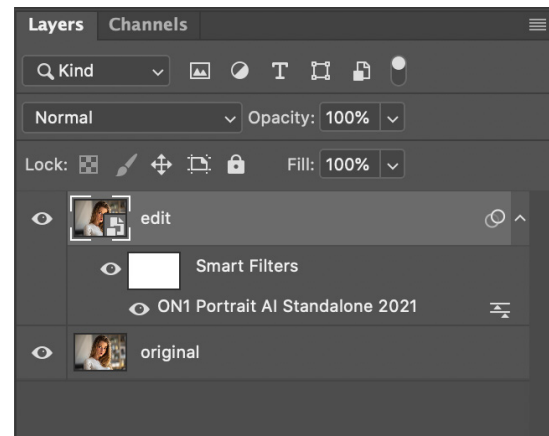 Layers Channels
Kind
Normal Opacity: 100%
Lock: Fill: 100%
edit
Smart Filters
ON1 Portrait AI Standalone 2021
original